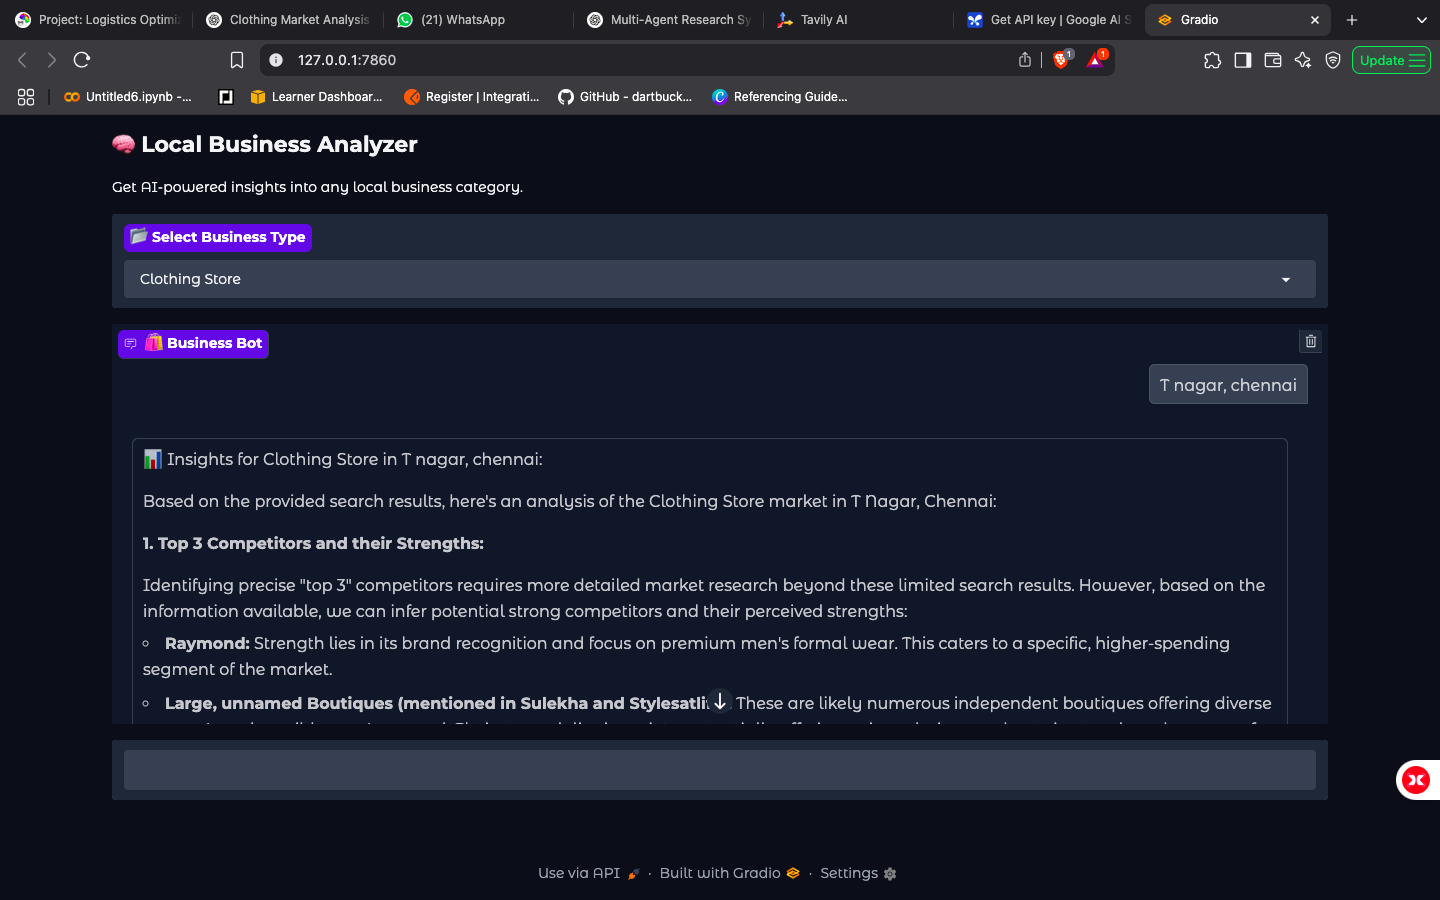 Project: Logistics Optimiz
Clothing Market Analysis
(21) WhatsApp
Multi-Agent Research Sy
Tavily AI
Get API key | Google AI S
Gradio
127.0.0.1:7860
1
1
Update
Untitled6.ipynb -...
Learner Dashboar...
Register | Integrati...
GitHub - dartbuck...
Referencing Guide...
Local Business Analyzer
Get AI-powered insights into any local business category.
Select Business Type
Clothing Store
Business Bot
T nagar, chennai
Insights for Clothing Store in T nagar, chennai:
Based on the provided search results, here's an analysis of the Clothing Store market in T Nagar, Chennai:
1. Top 3 Competitors and their Strengths:
Identifying precise "top 3" competitors requires more detailed market research beyond these limited search results. However, based on the
information available, we can infer potential strong competitors and their perceived strengths:
Raymond: Strength lies in its brand recognition and focus on premium men's formal wear. This caters to a specific, higher-spending
segment of the market.
Large, unnamed Boutiques (mentioned in Sulekha and These are likely numerous independent boutiques offering diverse
Use via API · Built with Gradio · Settings